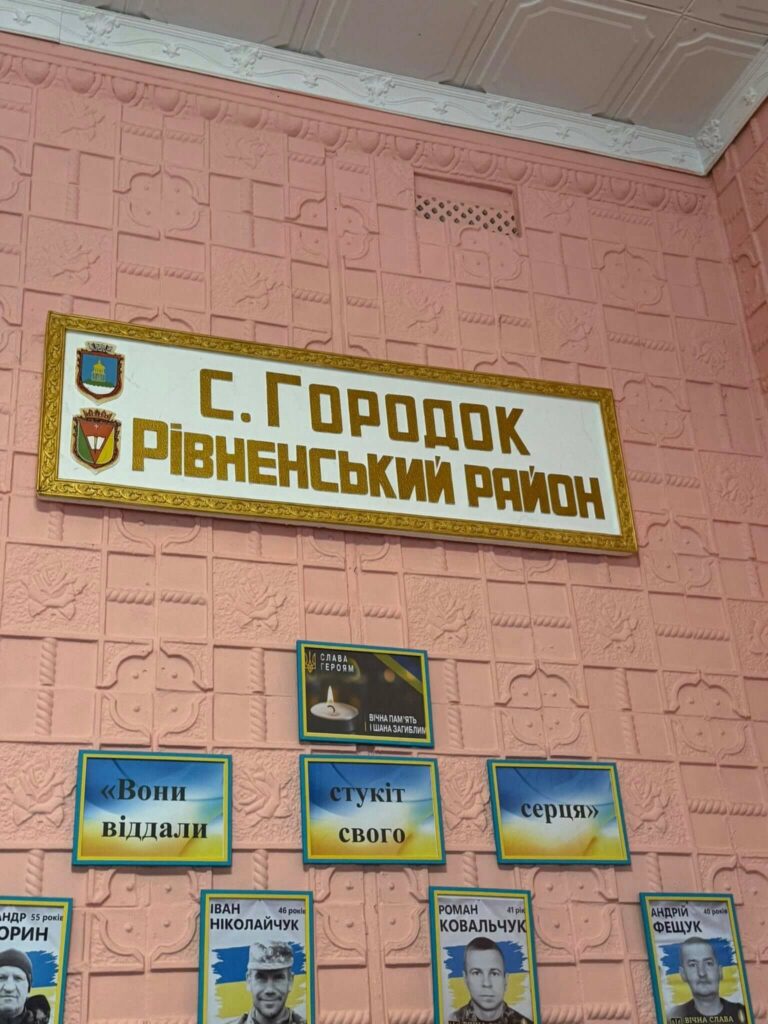 с. Городок
Рівненський район
СЛАВА
ГЕРОЯМ
ВІЧНА ПАМ'ЯТЬ
І ШАНА ЗАГИБЛИМ
«Вони
віддали
стукіт
свого
серця»
55 років
ІВАН 46 років
НІКОЛАЙЧУК
РОМАН 41 рік
КОВАЛЬЧУК
АНДРІЙ 40 років
ФЕЩУК
ВІЧНА СЛАВА